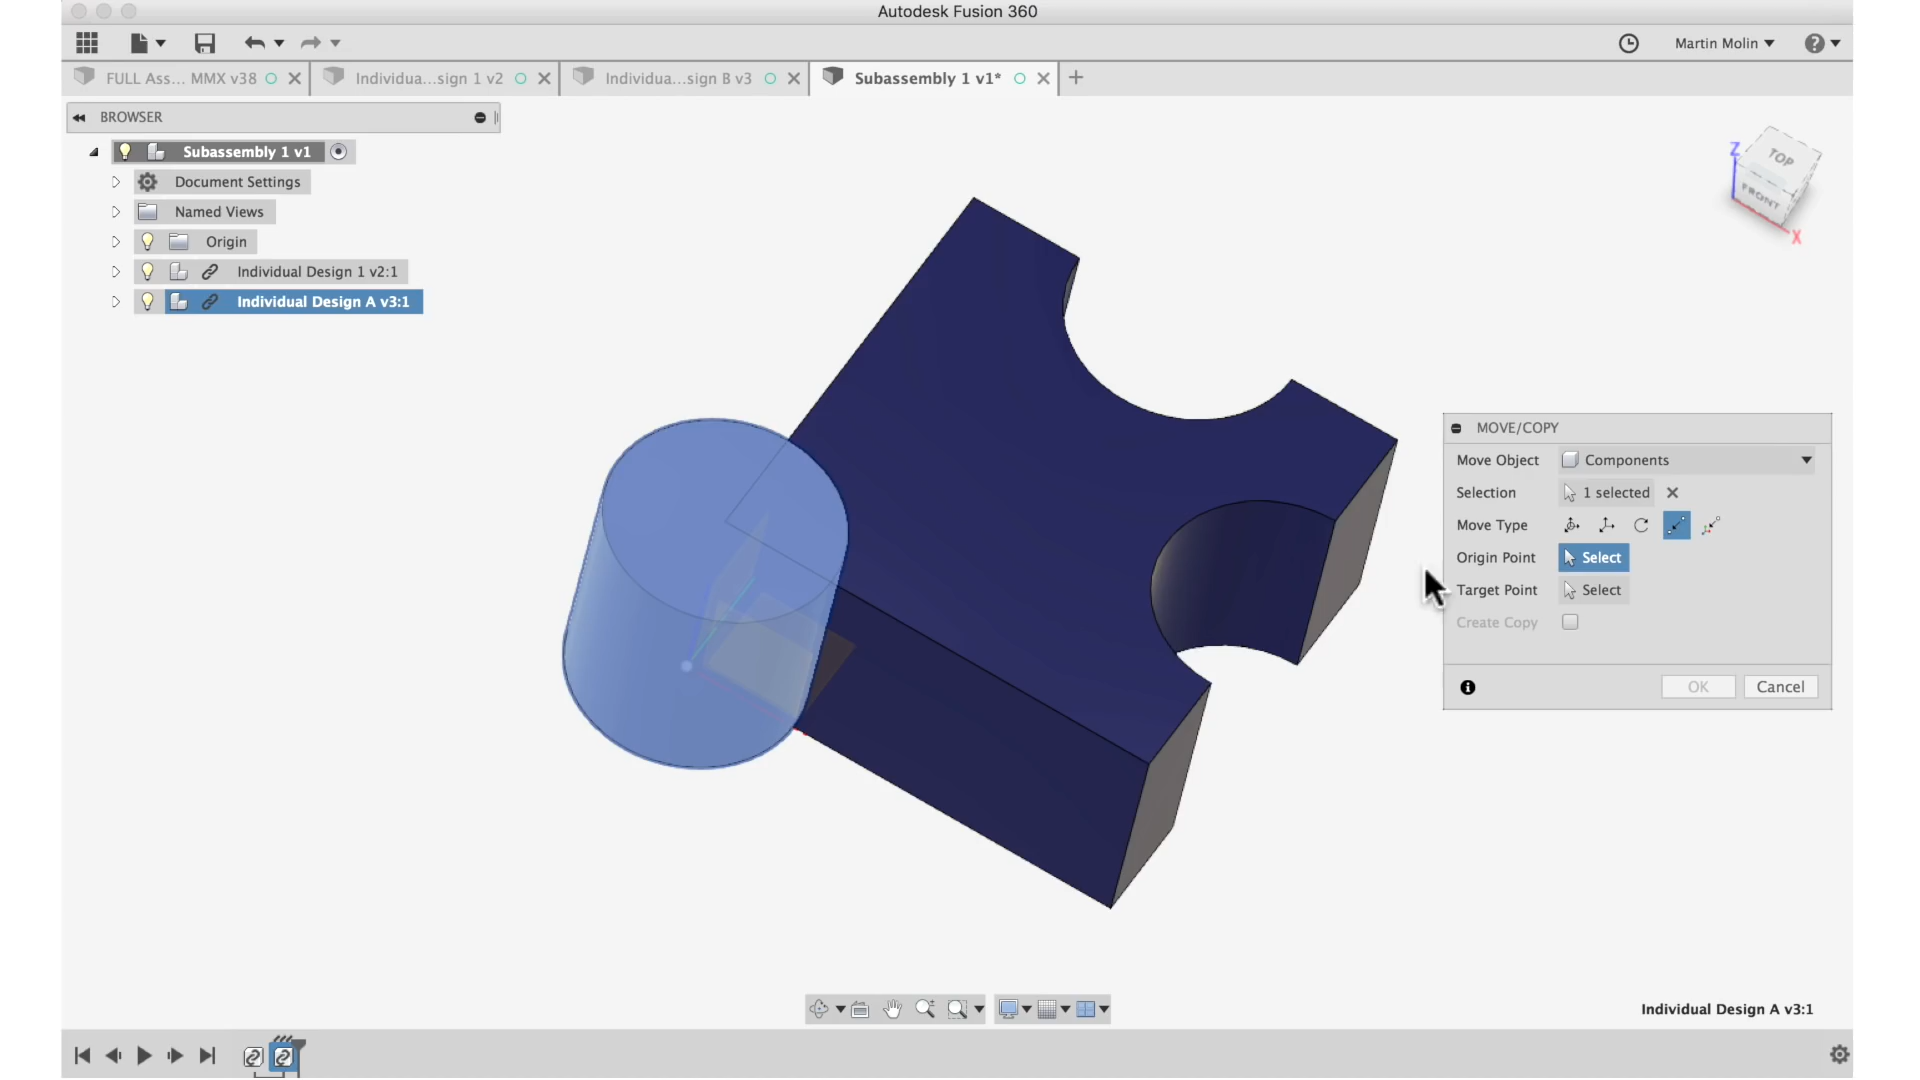 Autodesk Fusion 360
Martin Molin
FULL Ass... MMX v38
Individua...sign 1 v2
Individua...sign B v3
Subassembly 1 v1*
BROWSER
Subassembly 1 v1
Document Settings
Named Views
Origin
Individual Design 1 v2:1
Individual Design A v3:1
Z
TOP
FRONT
X
MOVE/COPY
Move Object Components
Selection 1 selected
Move Type
Origin Point Select
Target Point Select
Create Copy
OK Cancel
Individual Design A v3:1